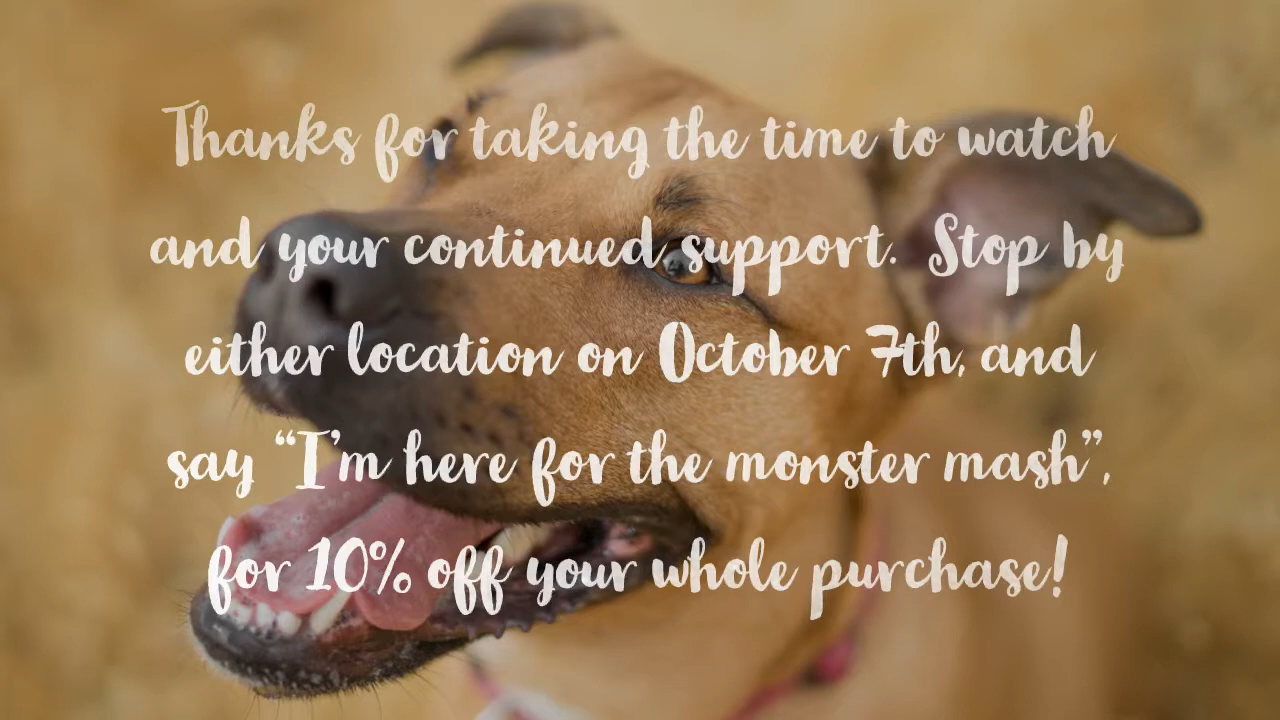 Thanks for taking the time to watch
and your continued support. Stop by
either location on October 7th, and
say “I’m here for the monster mash”,
for 10% off your whole purchase!